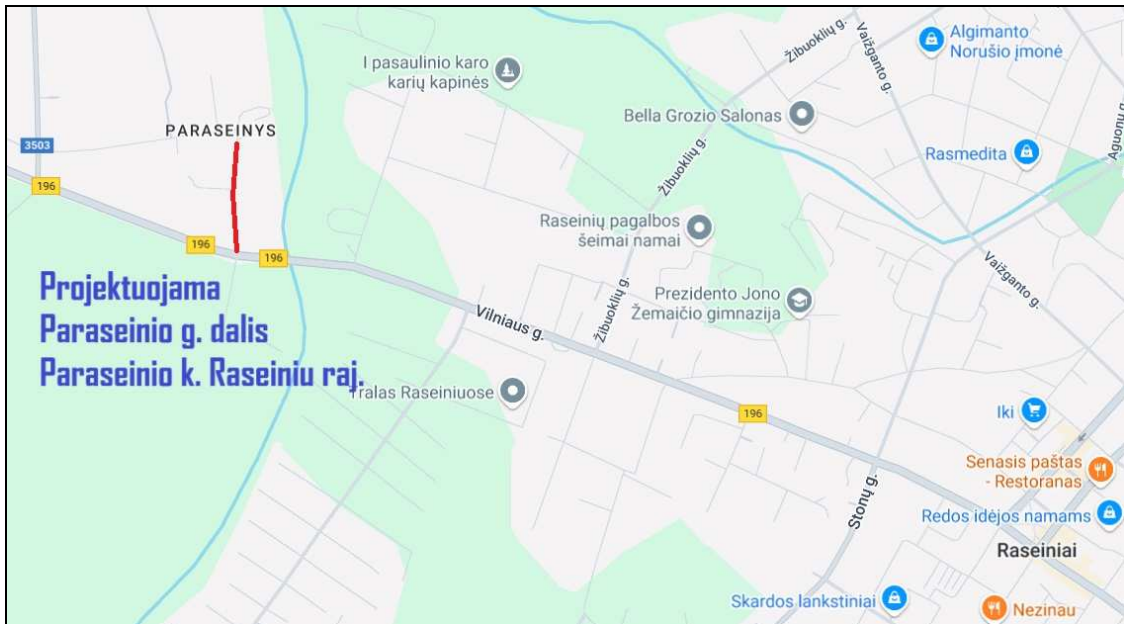 Žibuoklių g.
Vaižganto g.
Algimanto
Norušio įmonė
I pasaulinio karo
karių kapinės
Bella Grozio Salonas
Aguonų g.
PARASEINYS
3503
Rasmedita
196
Žibuoklių g.
Raseinių pagalbos
šeimai namai
196
196
Vaižganto g.
Projektuojama
Paraseinio g. dalis
Paraseinio k. Raseiniu raj.
Prezidento Jono
Žemaičio gimnazija
Žibuoklių g.
Vilniaus g.
Tralas Raseiniuose
196
Iki
Senasis paštas
- Restoranas
Stonų g.
Redos idėjos namams
Raseiniai
Skardos lankstiniai
Nezinau